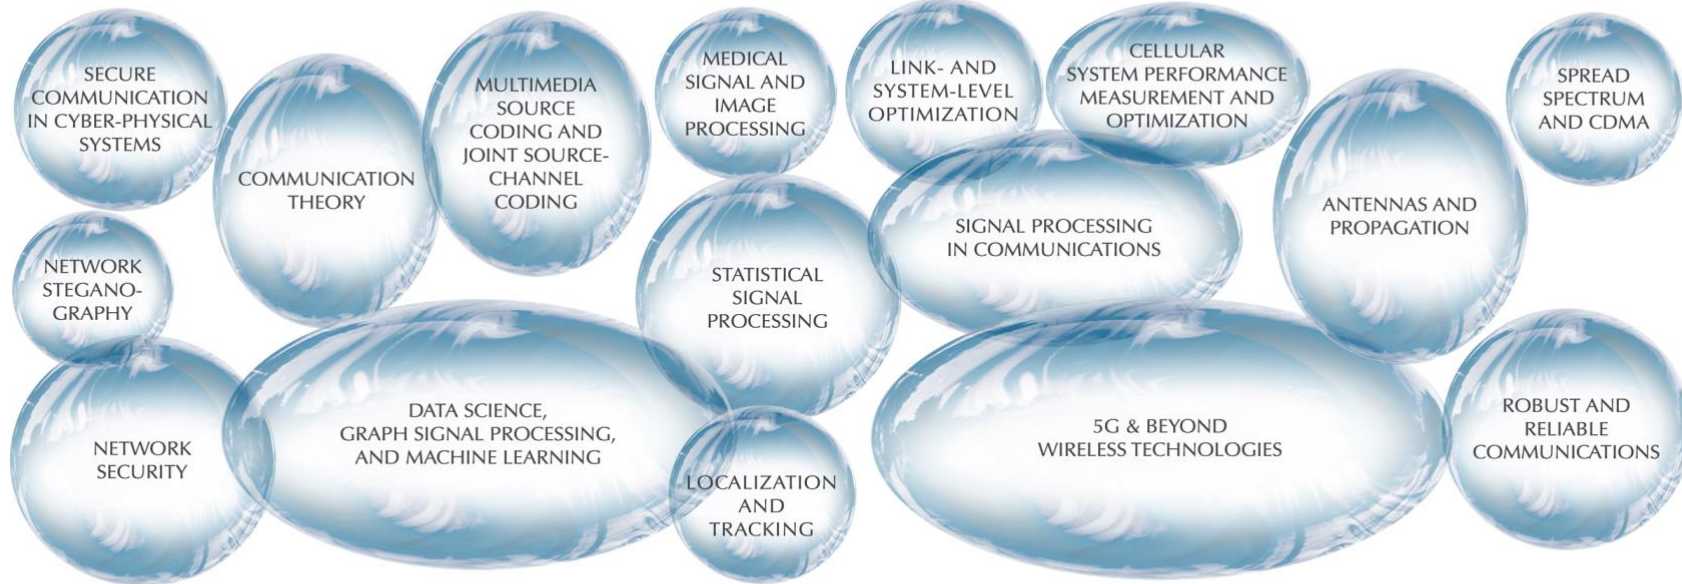 SECURE
COMMUNICATION
IN CYBER-PHYSICAL
SYSTEMS
COMMUNICATION
THEORY
MULTIMEDIA
SOURCE
CODING AND
JOINT SOURCE-
CHANNEL
CODING
MEDICAL
SIGNAL AND
IMAGE
PROCESSING
LINK- AND
SYSTEM-LEVEL
OPTIMIZATION
CELLULAR
SYSTEM PERFORMANCE
MEASUREMENT AND
OPTIMIZATION
SPREAD
SPECTRUM
AND CDMA
NETWORK
STEGANO-
GRAPHY
STATISTICAL
SIGNAL
PROCESSING
SIGNAL PROCESSING
IN COMMUNICATIONS
ANTENNAS AND
PROPAGATION
NETWORK
SECURITY
DATA SCIENCE,
GRAPH SIGNAL PROCESSING,
AND MACHINE LEARNING
LOCALIZATION
AND
TRACKING
5G & BEYOND
WIRELESS TECHNOLOGIES
ROBUST AND
RELIABLE
COMMUNICATIONS